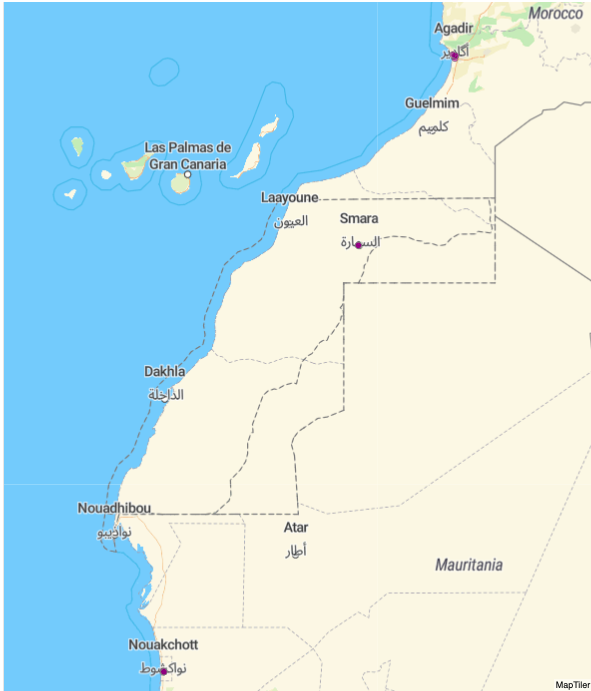 Morocco
Agadir
أݣادير
Guelmim
كلميم
Las Palmas de
Gran Canaria
Laayoune
العيون
Smara
السمارة
Dakhla
الداخلة
Nouadhibou
نواذيبو
Atar
أطار
Mauritania
Nouakchott
نواكشوط
MapTiler